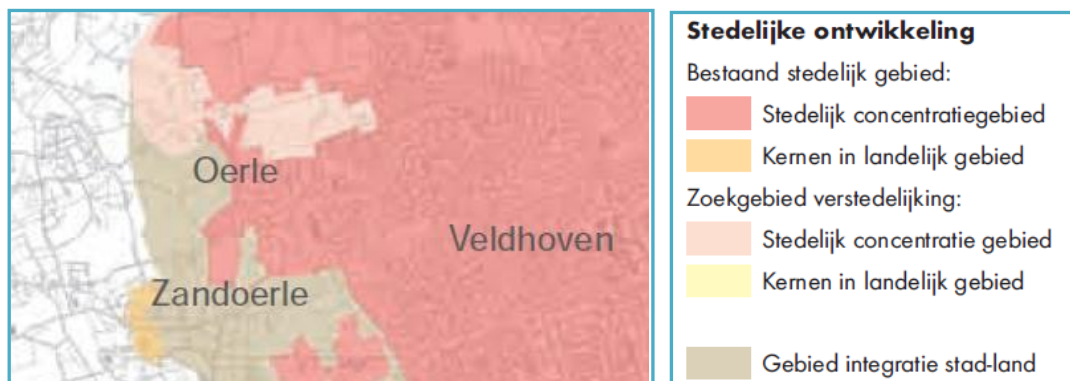 Oerle
Veldhoven
Zandoerle
Stedelijke ontwikkeling
Bestaand stedelijk gebied:
Stedelijk concentratiegebied
Kernen in landelijk gebied
Zoekgebied verstedelijking:
Stedelijk concentratie gebied
Kernen in landelijk gebied
Gebied integratie stad-land